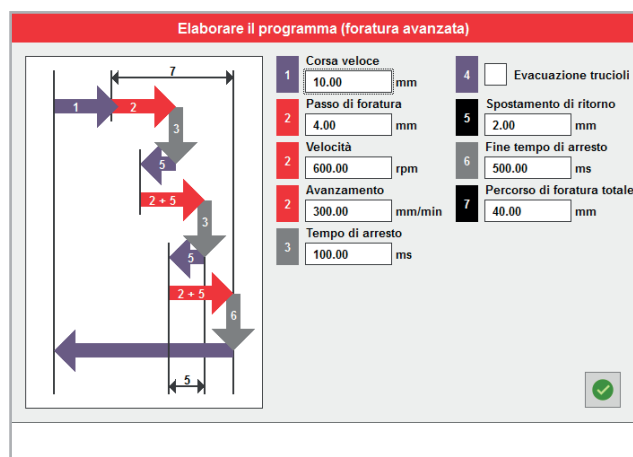 Elaborare il programma (foratura avanzata)
7
1
2
3
5
2 + 5
3
5
2 + 5
6
5
Corsa veloce
1
10.00
mm
Passo di foratura
2
4.00
mm
Velocità
2
600.00
rpm
Avanzamento
2
300.00
mm/min
Tempo di arresto
3
100.00
ms
4
Evacuazione trucioli
Spostamento di ritorno
5
2.00
mm
Fine tempo di arresto
6
500.00
ms
Percorso di foratura totale
7
40.00
mm